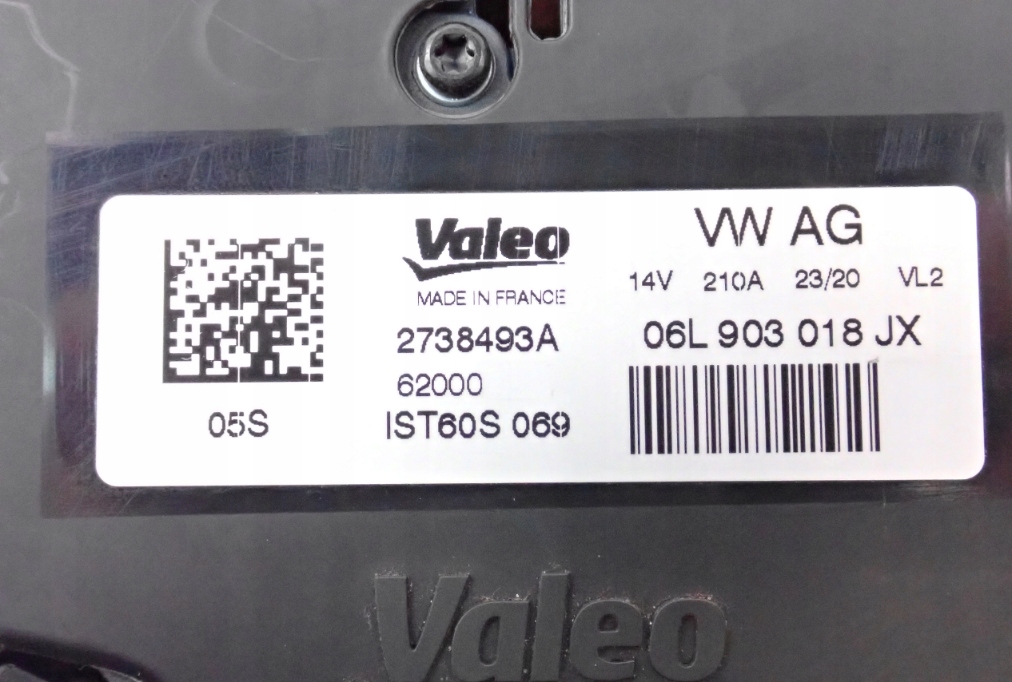 Valeo
MADE IN FRANCE
2738493A
62000
IST60S 069
05S
VW AG
14V 210A 23/20 VL2
06L 903 018 JX
Valeo